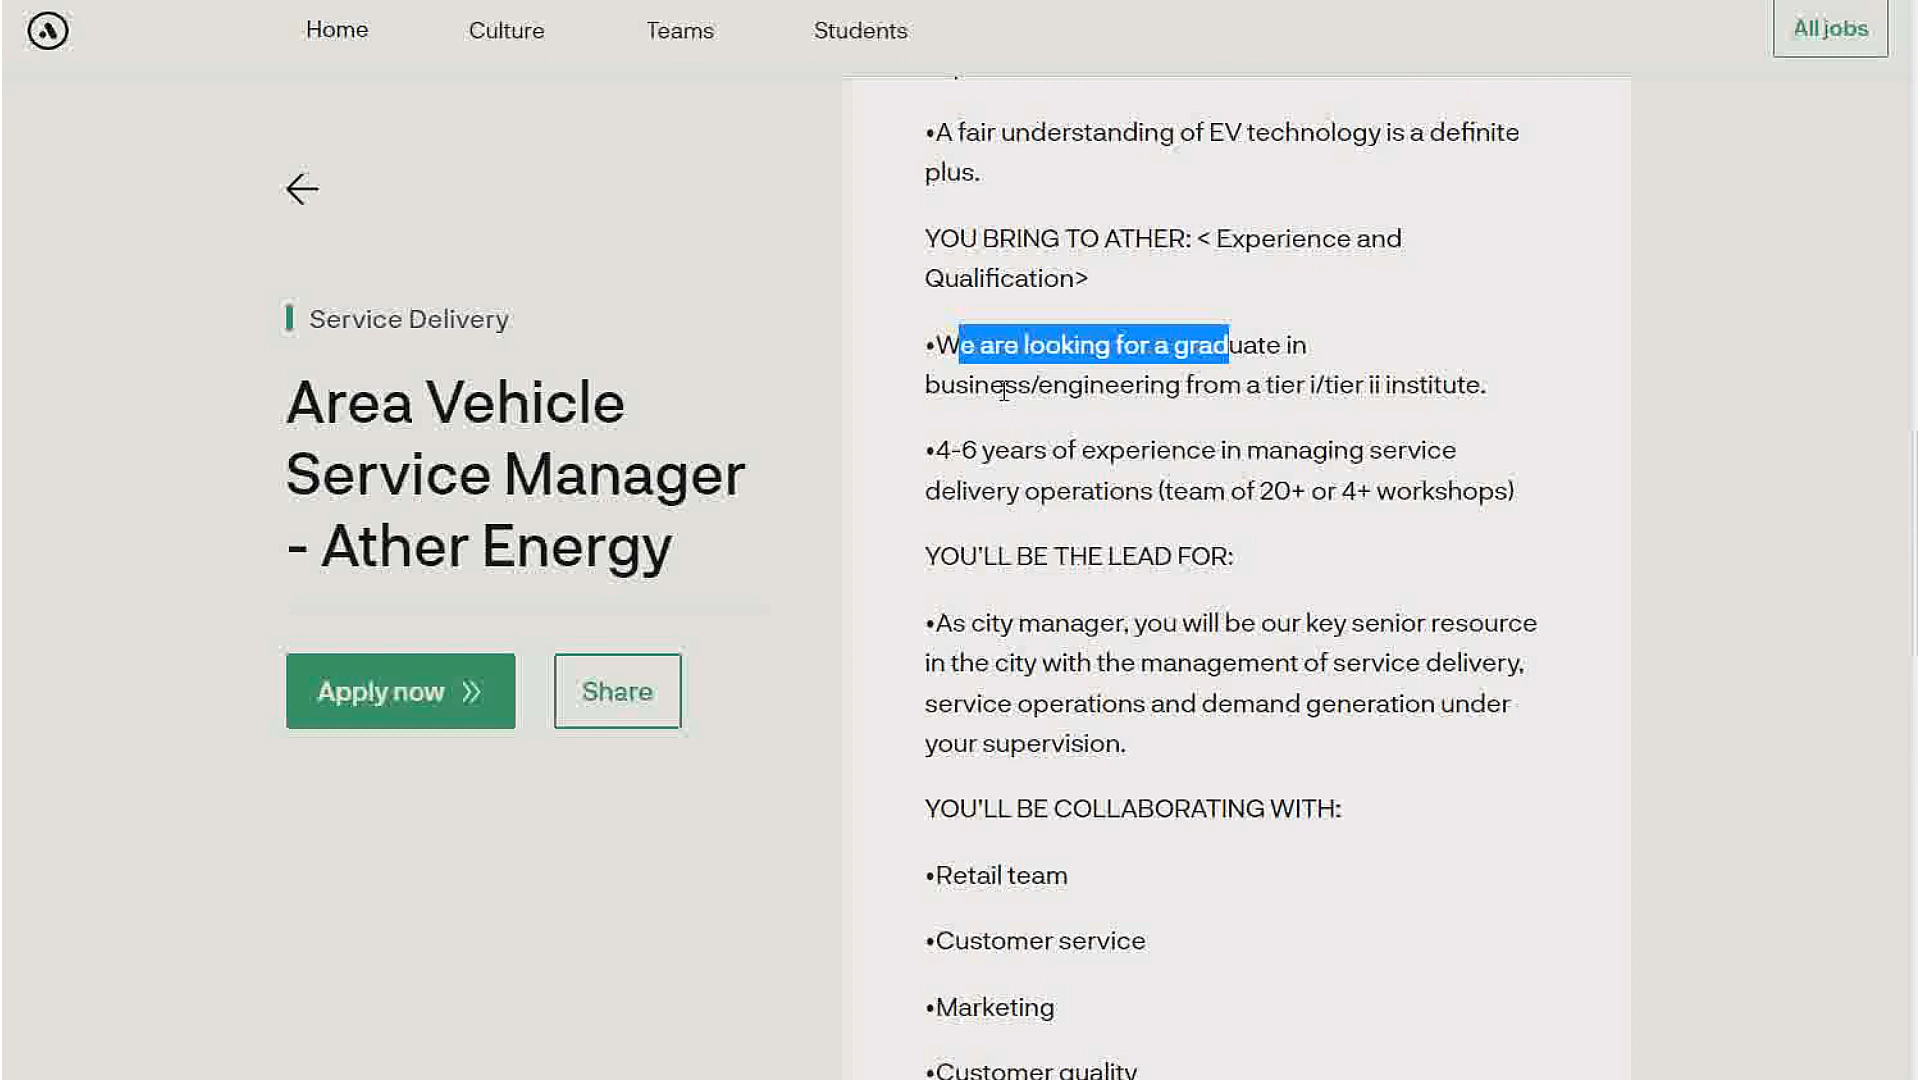 Home Culture Teams Students All jobs
•A fair understanding of EV technology is a definite
plus.
YOU BRING TO ATHER: < Experience and
Qualification>
•We are looking for a graduate in
business/engineering from a tier i/tier ii institute.
•4-6 years of experience in managing service
delivery operations (team of 20+ or 4+ workshops)
YOU'LL BE THE LEAD FOR:
•As city manager, you will be our key senior resource
in the city with the management of service delivery,
service operations and demand generation under
your supervision.
YOU'LL BE COLLABORATING WITH:
•Retail team
•Customer service
•Marketing
•Customer quality
Service Delivery
Area Vehicle
Service Manager
- Ather Energy
Apply now
Share